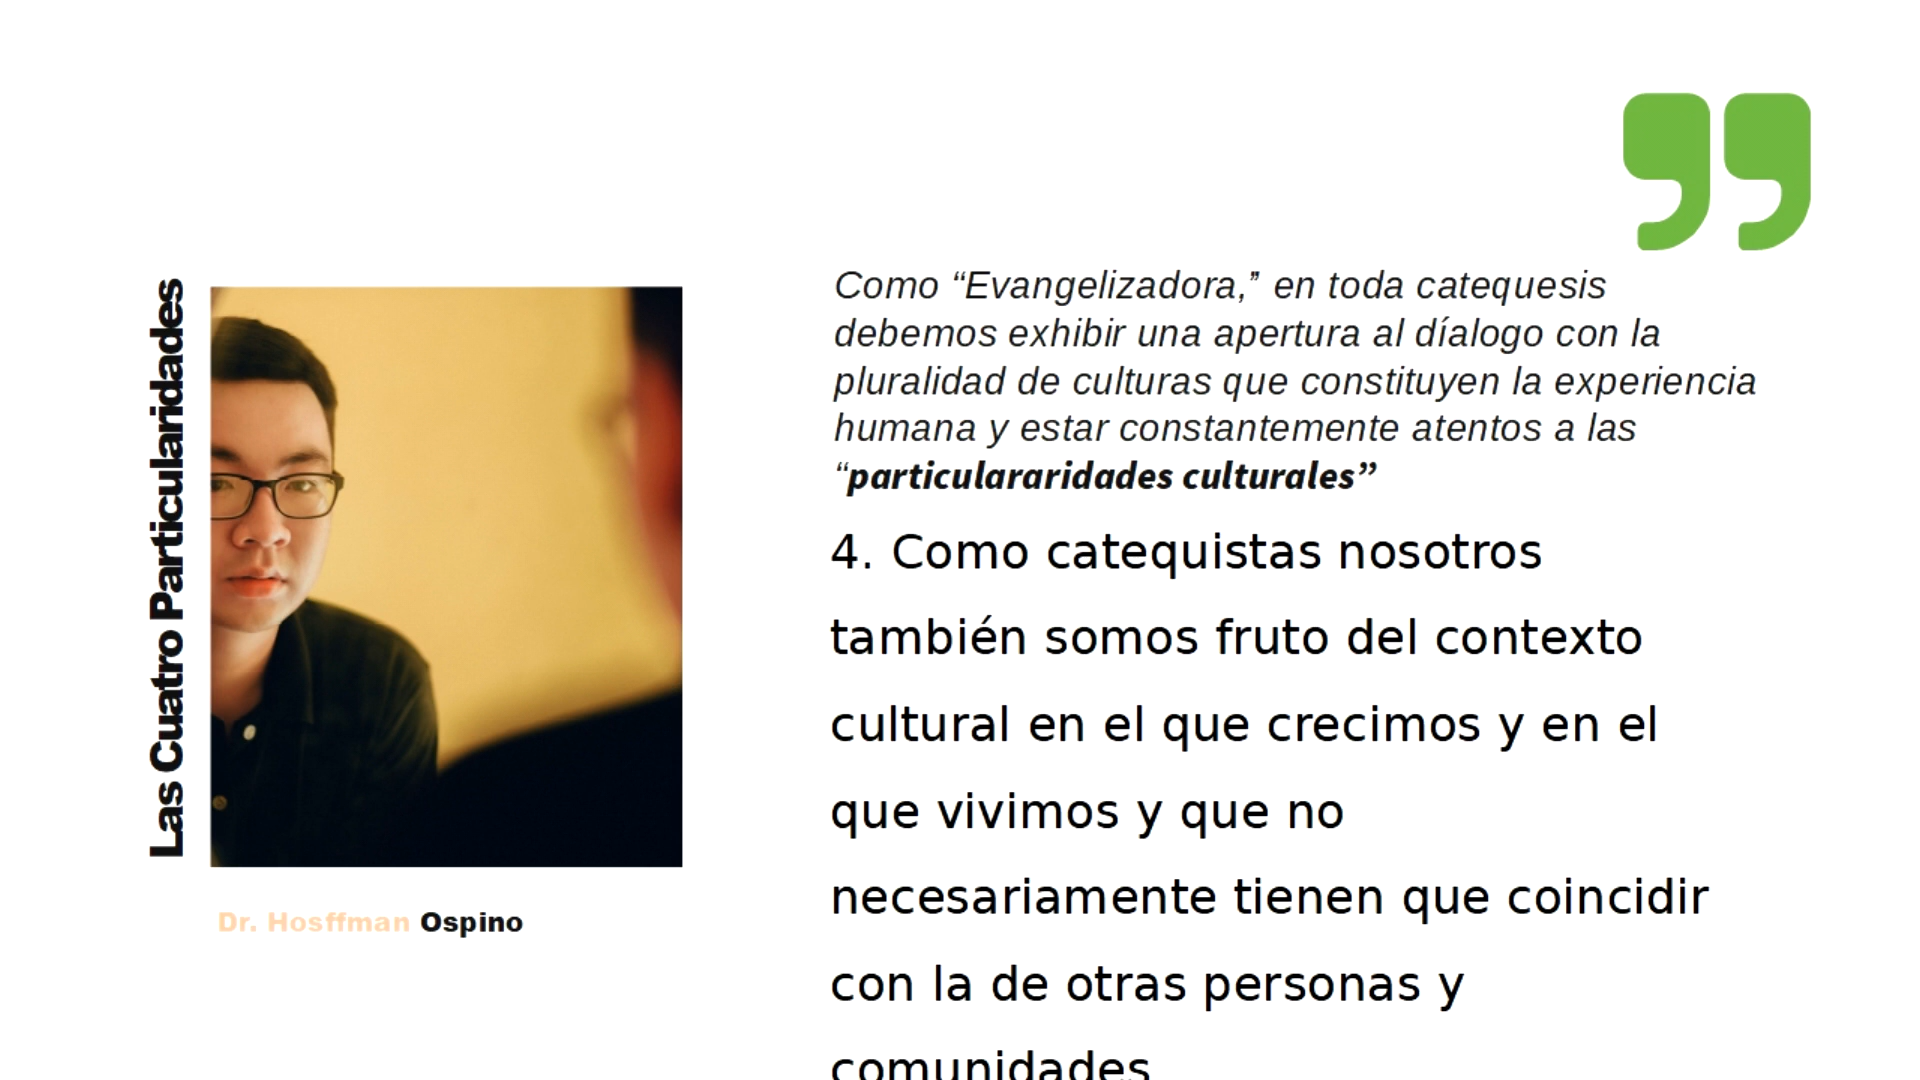 Las Cuatro Particularidades
Dr. Hosffman Ospino
Como “Evangelizadora,” en toda catequesis
debemos exhibir una apertura al díalogo con la
pluralidad de culturas que constituyen la experiencia
humana y estar constantemente atentos a las
“particulararidades culturales”
4. Como catequistas nosotros
también somos fruto del contexto
cultural en el que crecimos y en el
que vivimos y que no
necesariamente tienen que coincidir
con la de otras personas y
comunidades